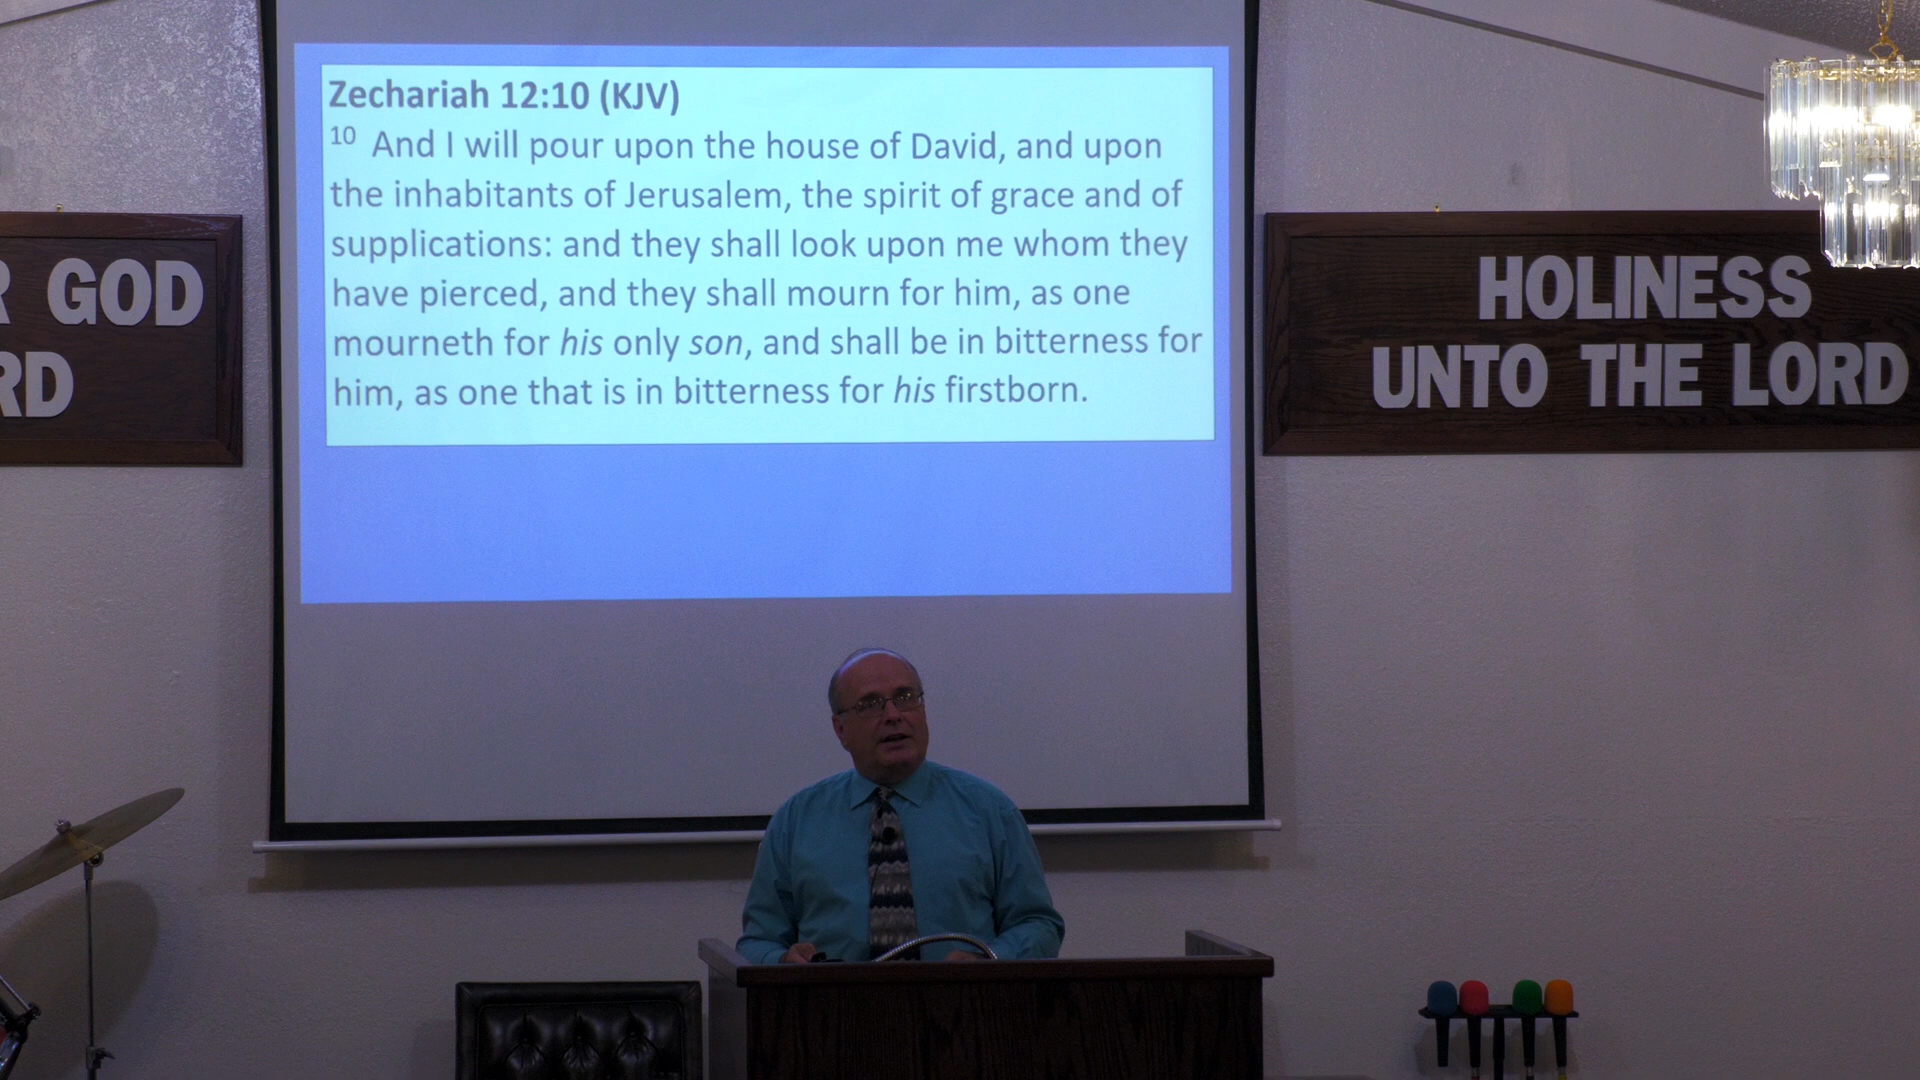 Zechariah 12:10 (KJV)
10 And I will pour upon the house of David, and upon
the inhabitants of Jerusalem, the spirit of grace and of
supplications: and they shall look upon me whom they
have pierced, and they shall mourn for him, as one
mourneth for his only son, and shall be in bitterness for
him, as one that is in bitterness for his firstborn.
GOD
HOLINESS
UNTO THE LORD